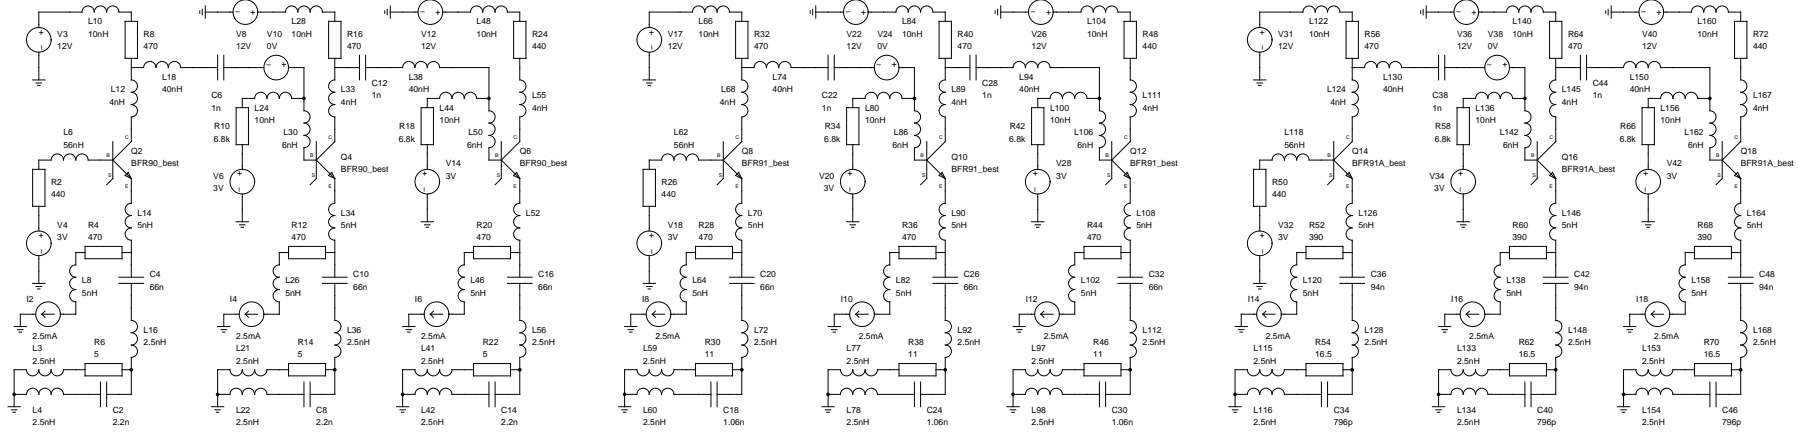 L10
10nH
V3
12V
R8
470
L18
40nH
L12
4nH
L6
56nH
Q2
BFR90_best
B
C
S
E
R2
440
V4
3V
L14
5nH
R4
470
L8
5nH
C4
66n
I2
2.5mA
L16
2.5nH
L3
2.5nH
R6
5
L4
2.5nH
C2
2.2n
V8
12V
V10
0V
L28
10nH
R16
470
C6
1n
L24
10nH
R10
6.8k
L30
6nH
L33
4nH
C12
1n
V6
3V
Q4
BFR90_best
B
C
S
E
L34
5nH
R12
470
L26
5nH
C10
66n
I4
2.5mA
L36
2.5nH
L21
2.5nH
R14
5
L22
2.5nH
C8
2.2n
V12
12V
L48
10nH
R24
440
L38
40nH
L44
10nH
R18
6.8k
L50
6nH
L55
4nH
V14
3V
Q6
BFR90_best
B
C
S
E
L52
5nH
R20
470
L46
5nH
C16
66n
I6
2.5mA
L56
2.5nH
L41
2.5nH
R22
5
L42
2.5nH
C14
2.2n
L66
10nH
V17
12V
R32
470
L74
40nH
L68
4nH
L62
56nH
Q8
BFR91_best
B
C
S
E
R26
440
V18
3V
L70
5nH
R28
470
L64
5nH
C20
66n
I8
2.5mA
L72
2.5nH
L59
2.5nH
R30
11
L60
2.5nH
C18
1.06n
V22
12V
V24
0V
L84
10nH
R40
470
C22
1n
L80
10nH
R34
6.8k
L86
6nH
L89
4nH
C28
1n
V20
3V
Q10
BFR91_best
B
C
S
E
L90
5nH
R36
470
L82
5nH
C26
66n
I10
2.5mA
L92
2.5nH
L77
2.5nH
R38
11
L78
2.5nH
C24
1.06n
V26
12V
L104
10nH
R48
440
L94
40nH
L100
10nH
R42
6.8k
L106
6nH
L111
4nH
V28
3V
Q12
BFR91_best
B
C
S
E
L108
5nH
R44
470
L102
5nH
C32
66n
I12
2.5mA
L112
2.5nH
L97
2.5nH
R46
11
L98
2.5nH
C30
1.06n
L122
10nH
V31
12V
R56
470
L130
40nH
L124
4nH
L118
56nH
Q14
BFR91A_best
B
C
S
E
R50
440
V32
3V
L126
5nH
R52
390
L120
5nH
C36
94n
I14
2.5mA
L128
2.5nH
L115
2.5nH
R54
16.5
L116
2.5nH
C34
796p
V36
12V
V38
0V
L140
10nH
R64
470
C38
1n
L136
10nH
R58
6.8k
L142
6nH
L145
4nH
C44
1n
V34
3V
Q16
BFR91A_best
B
C
S
E
L146
5nH
R60
390
L138
5nH
C42
94n
I16
2.5mA
L148
2.5nH
L133
2.5nH
R62
16.5
L134
2.5nH
C40
796p
V40
12V
L160
10nH
R72
440
L150
40nH
L156
10nH
R66
6.8k
L162
6nH
L167
4nH
V42
3V
Q18
BFR91A_best
B
C
S
E
L164
5nH
R68
390
L158
5nH
C48
94n
I18
2.5mA
L168
2.5nH
L153
2.5nH
R70
16.5
L154
2.5nH
C46
796p